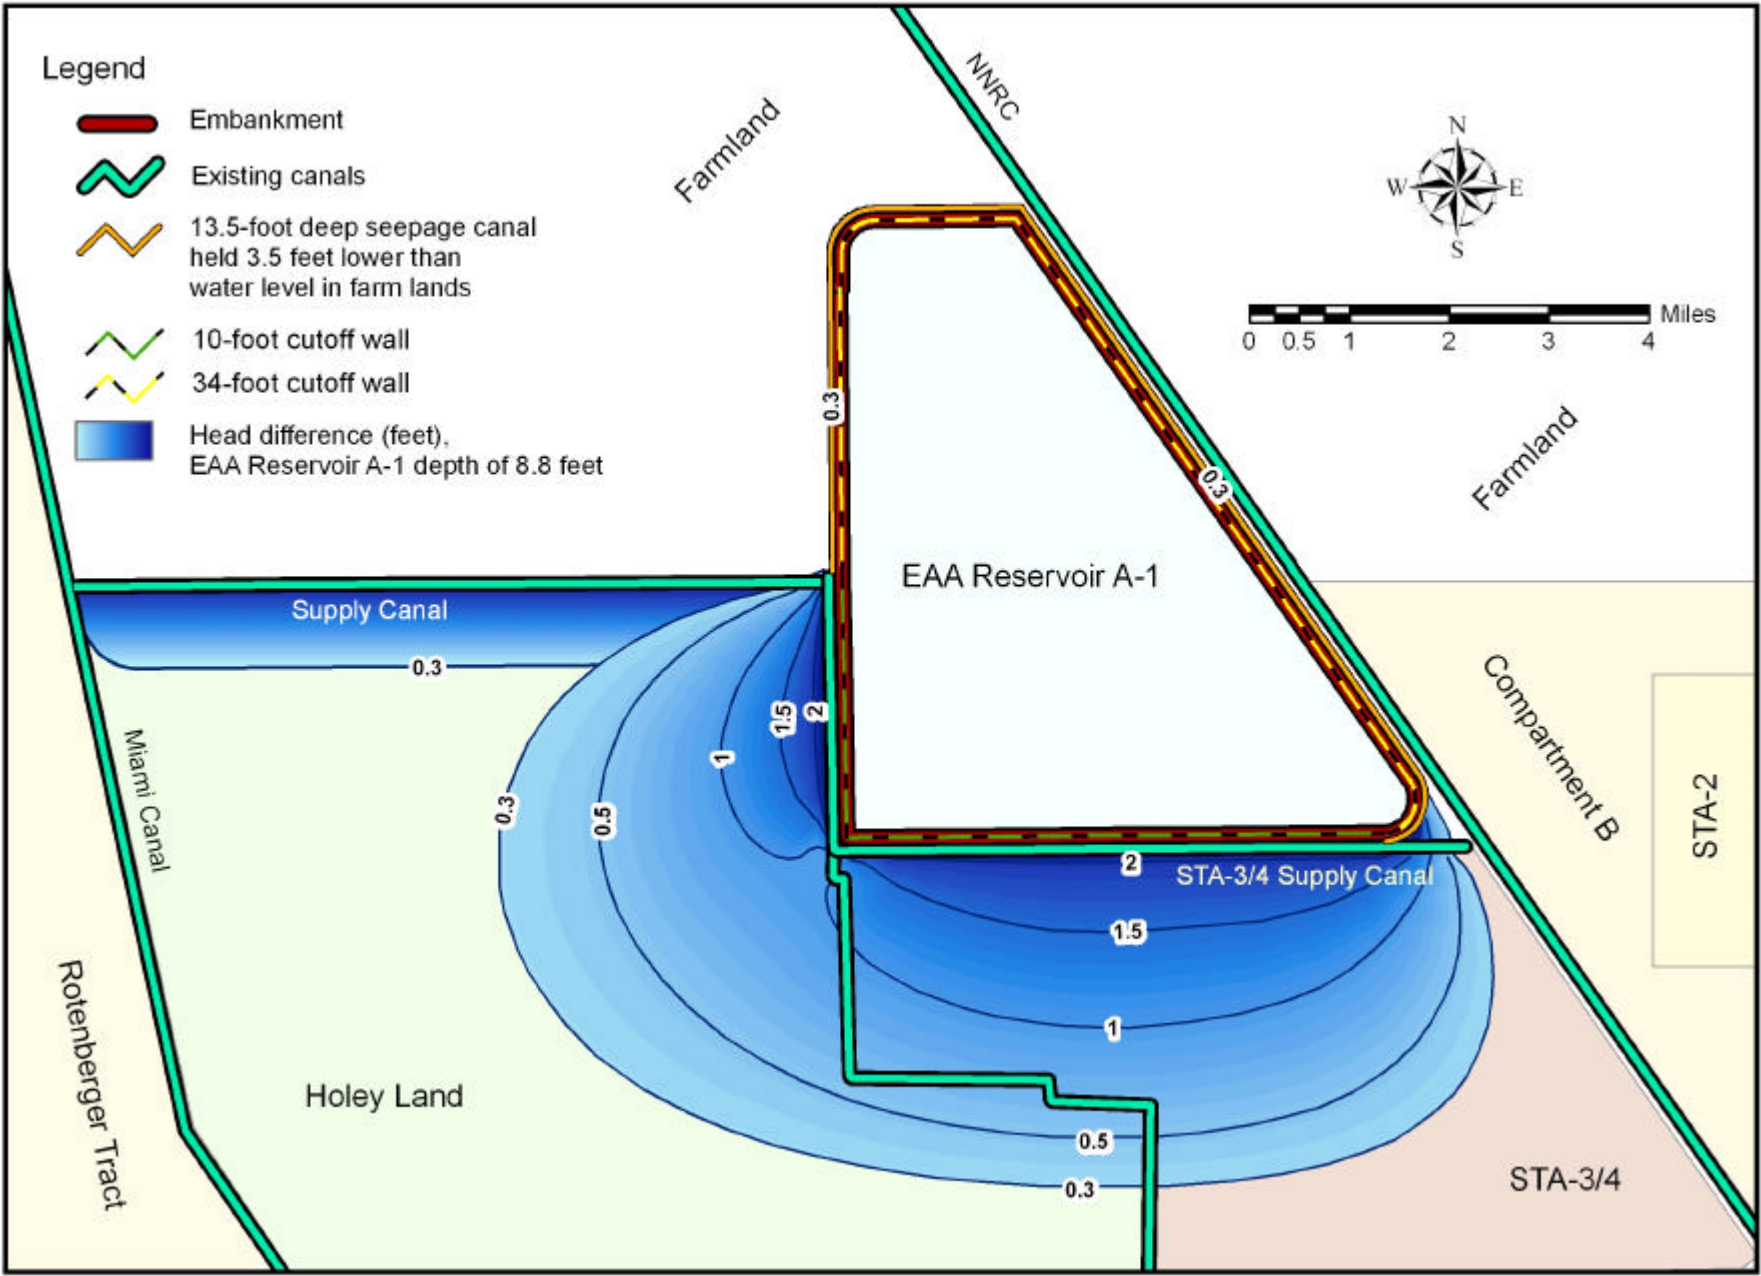 Legend
Embankment
Existing canals
13.5-foot deep seepage canal
held 3.5 feet lower than
water level in farm lands
10-foot cutoff wall
34-foot cutoff wall
Head difference (feet),
EAA Reservoir A-1 depth of 8.8 feet
Farmland
NNRC
N
W
E
S
Miles
0 0.5 1 2 3 4
0.3
0.3
Farmland
EAA Reservoir A-1
Supply Canal
0.3
1.5
2
1
0.3
0.5
Miami Canal
Compartment B
STA-2
2
STA-3/4 Supply Canal
1.5
1
Rotenberger Tract
Holey Land
0.5
0.3
STA-3/4